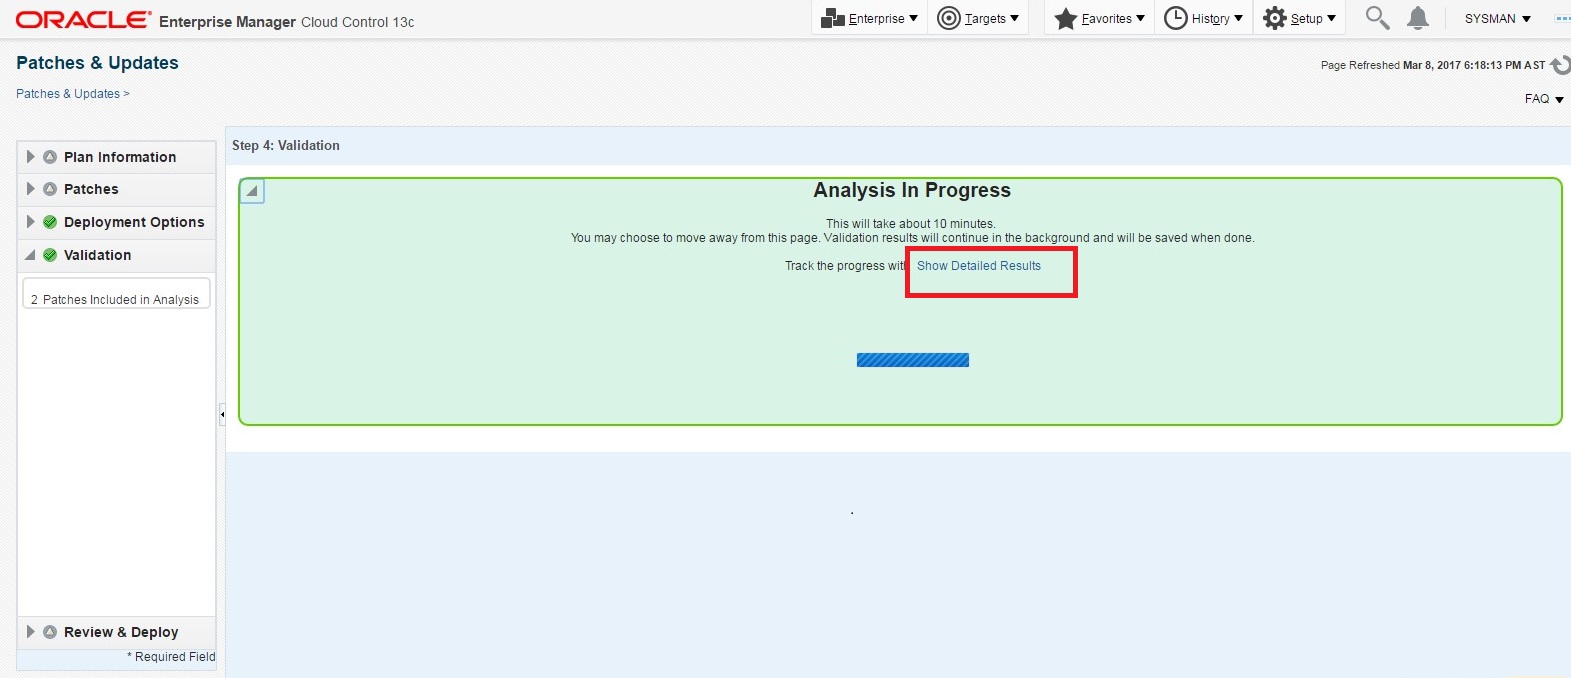 ORACLE® Enterprise Manager Cloud Control 13c
Enterprise Targets Favorites History Setup SYSMAN
Patches & Updates
Page Refreshed Mar 8, 2017 6:18:13 PM AST
Patches & Updates >
FAQ
Plan Information
Patches
Deployment Options
Validation
2 Patches Included in Analysis
Review & Deploy
* Required Field
Step 4: Validation
Analysis In Progress
This will take about 10 minutes.
You may choose to move away from this page. Validation results will continue in the background and will be saved when done.
Track the progress with Show Detailed Results
.